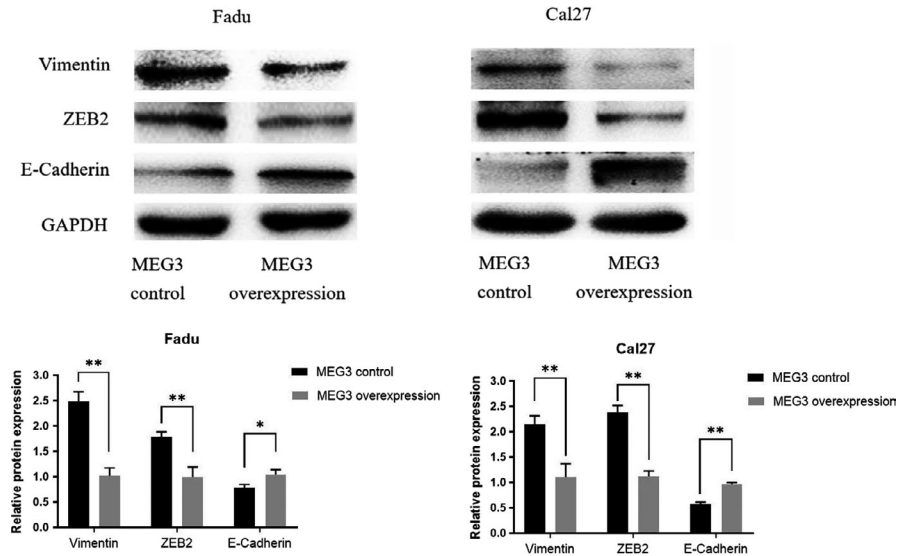 Fadu
Cal27
Vimentin
ZEB2
E-Cadherin
GAPDH
MEG3 MEG3
control overexpression
MEG3 MEG3
control overexpression
Fadu
Relative protein expression
3.0
2.5
2.0
1.5
1.0
0.5
0.0
** ** *
Vimentin ZEB2 E-Cadherin
MEG3 control
MEG3 overexpression
Cal27
Relative protein expression
3.0
2.5
2.0
1.5
1.0
0.5
0.0
** ** **
Vimentin ZEB2 E-Cadherin
MEG3 control
MEG3 overexpression